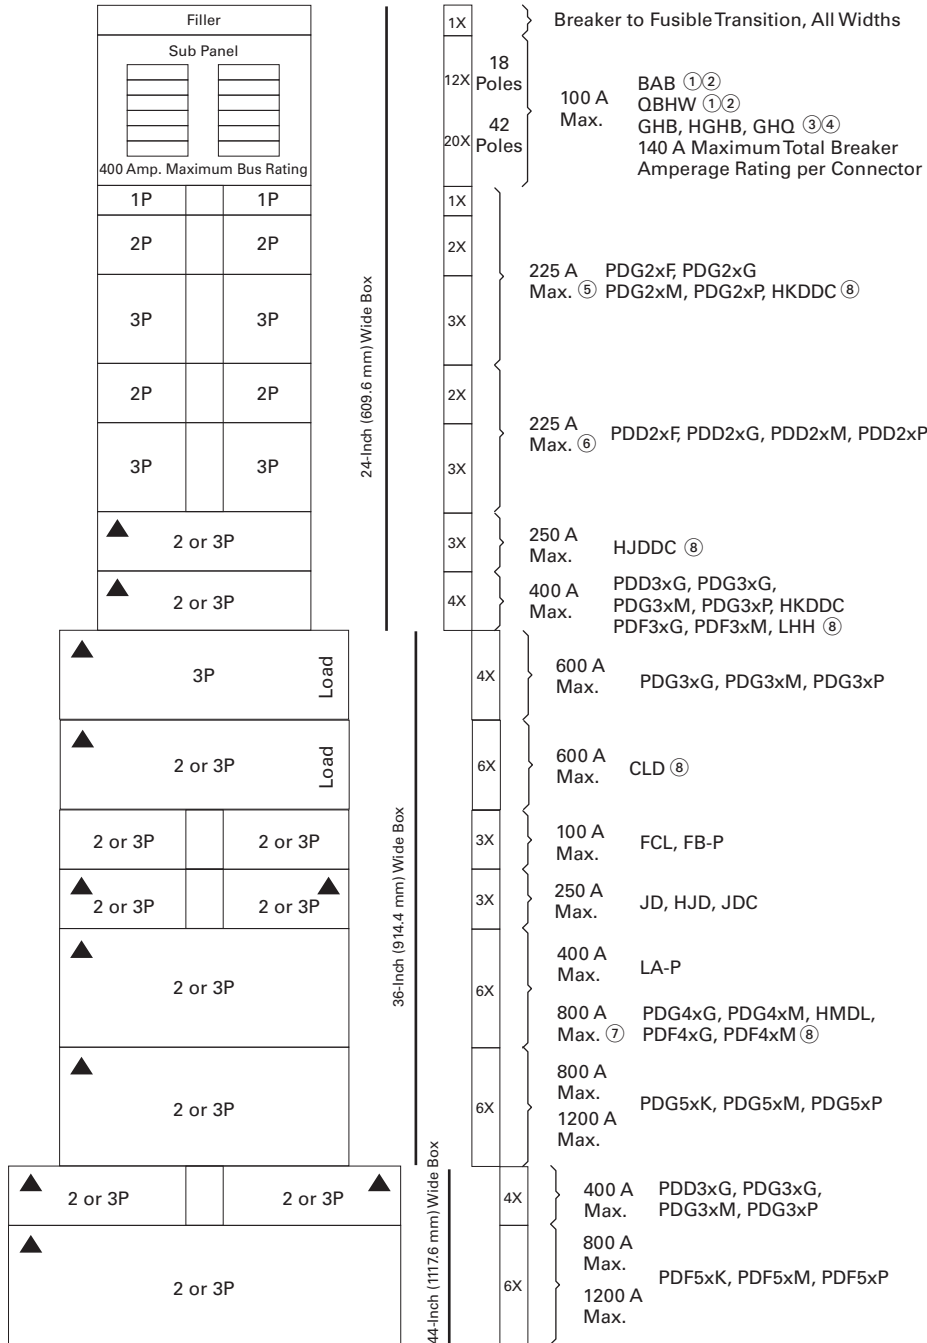 Filler
1X
Breaker to Fusible Transition, All Widths
Sub Panel
400 Amp. Maximum Bus Rating
12X
18
Poles
20X
42
Poles
100 A
Max.
BAB ①②
QBHW ①②
GHB, HGHB, GHQ ③④
140 A Maximum Total Breaker
Amperage Rating per Connector
24-Inch (609.6 mm) Wide Box
1P
1P
1X
2P
2P
2X
3P
3P
3X
225 A
Max. ⑤
PDG2xF, PDG2xG
PDG2xM, PDG2xP, HKDDC ⑧
2P
2P
2X
3P
3P
3X
225 A
Max. ⑥
PDD2xF, PDD2xG, PDD2xM, PDD2xP
2 or 3P
3X
250 A
Max.
HJDDC ⑧
2 or 3P
4X
400 A
Max.
PDD3xG, PDG3xG,
PDG3xM, PDG3xP, HKDDC
PDF3xG, PDF3xM, LHH ⑧
36-Inch (914.4 mm) Wide Box
3P
Load
4X
600 A
Max.
PDG3xG, PDG3xM, PDG3xP
2 or 3P
Load
6X
600 A
Max.
CLD ⑧
2 or 3P
2 or 3P
3X
100 A
Max.
FCL, FB-P
2 or 3P
2 or 3P
3X
250 A
Max.
JD, HJD, JDC
2 or 3P
6X
400 A
Max.
LA-P
800 A
Max. ⑦
PDG4xG, PDG4xM, HMDL,
PDF4xG, PDF4xM ⑧
2 or 3P
6X
800 A
Max.
1200 A
Max.
PDG5xK, PDG5xM, PDG5xP
44-Inch (1117.6 mm) Wide Box
2 or 3P
2 or 3P
4X
400 A
Max.
PDD3xG, PDG3xG,
PDG3xM, PDG3xP
2 or 3P
6X
800 A
Max.
1200 A
Max.
PDF5xK, PDF5xM, PDF5xP